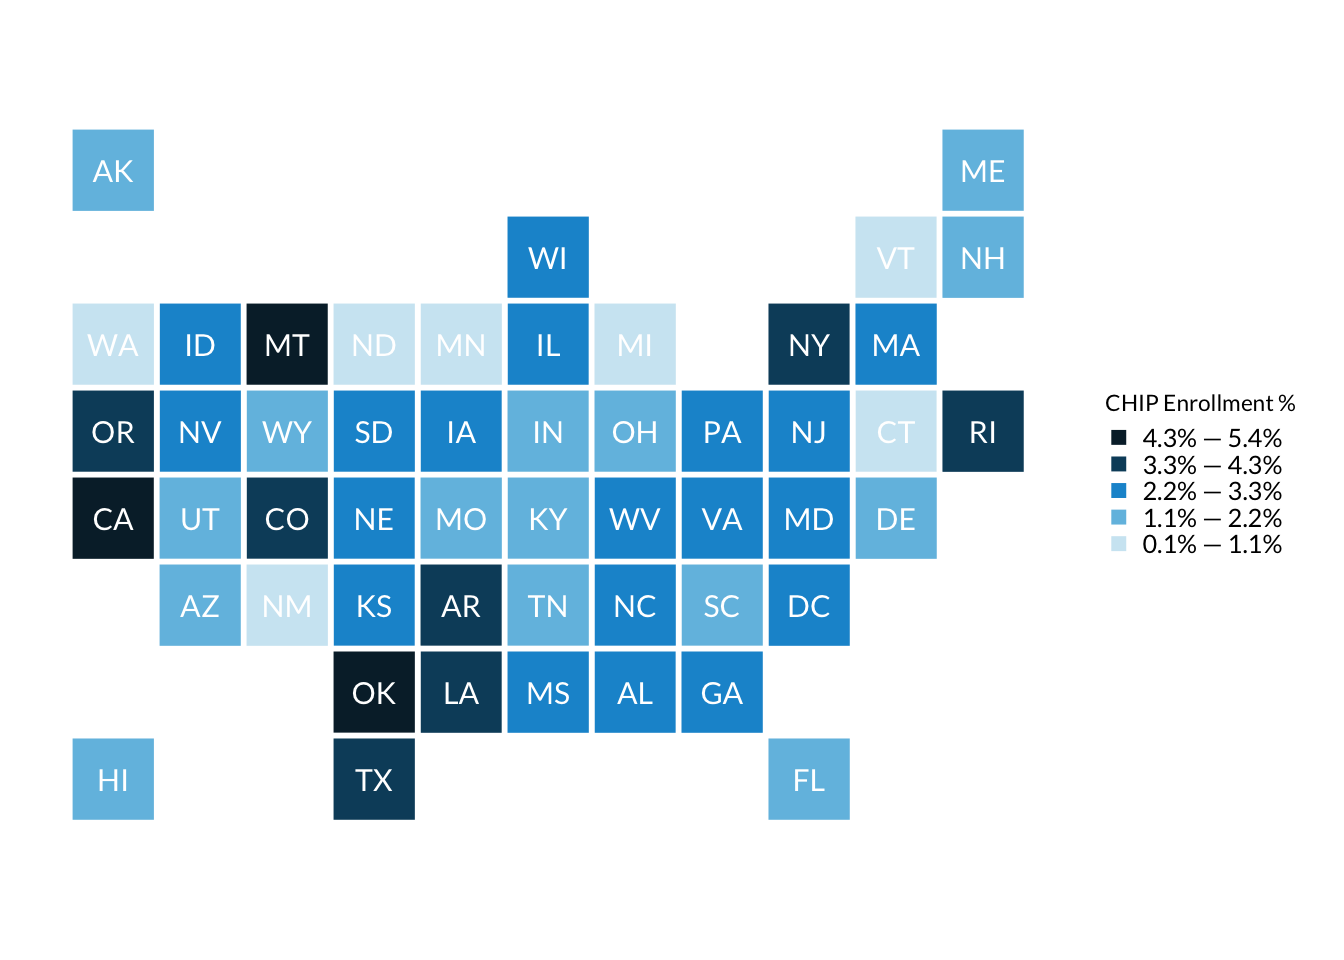 AK
ME
WI
VT
NH
WA
ID
MT
ND
MN
IL
MI
NY
MA
OR
NV
WY
SD
IA
IN
OH
PA
NJ
CT
RI
CA
UT
CO
NE
MO
KY
WV
VA
MD
DE
AZ
NM
KS
AR
TN
NC
SC
DC
OK
LA
MS
AL
GA
HI
TX
FL
CHIP Enrollment %
4.3% — 5.4%
3.3% — 4.3%
2.2% — 3.3%
1.1% — 2.2%
0.1% — 1.1%